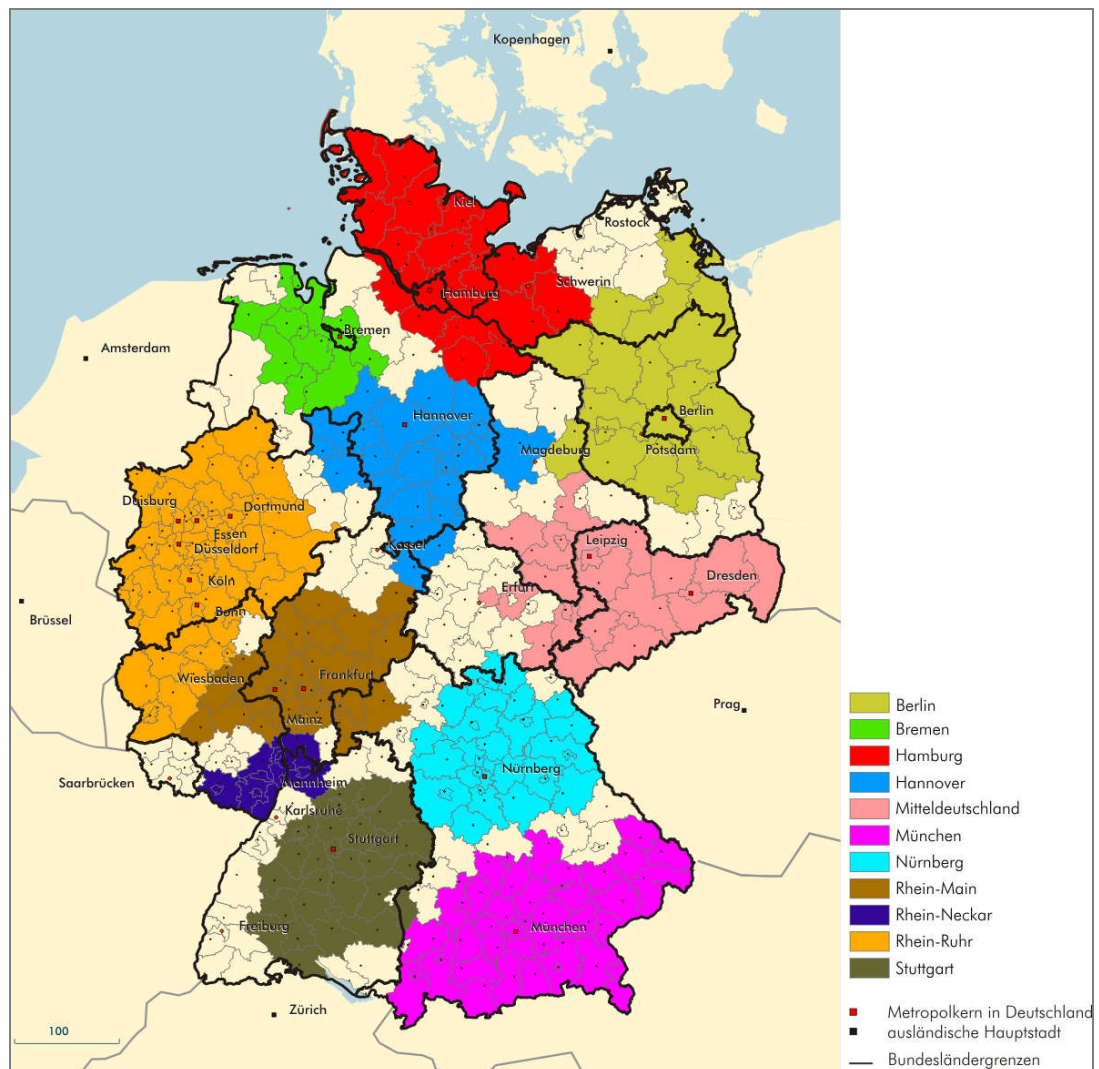 Kopenhagen
Kiel
Rostock
Schwerin
Hamburg
Bremen
Amsterdam
Berlin
Hannover
Magdeburg
Potsdam
Duisburg
Dortmund
Essen
Düsseldorf
Kassel
Leipzig
Köln
Dresden
Erfurt
Bonn
Brüssel
Wiesbaden
Frankfurt
Prag
Mainz
Nürnberg
Saarbrücken
Mannheim
Karlsruhe
Stuttgart
Freiburg
München
Zürich
100
Berlin
Bremen
Hamburg
Hannover
Mitteldeutschland
München
Nürnberg
Rhein-Main
Rhein-Neckar
Rhein-Ruhr
Stuttgart
Metropolkern in Deutschland
ausländische Hauptstadt
Bundesländergrenzen